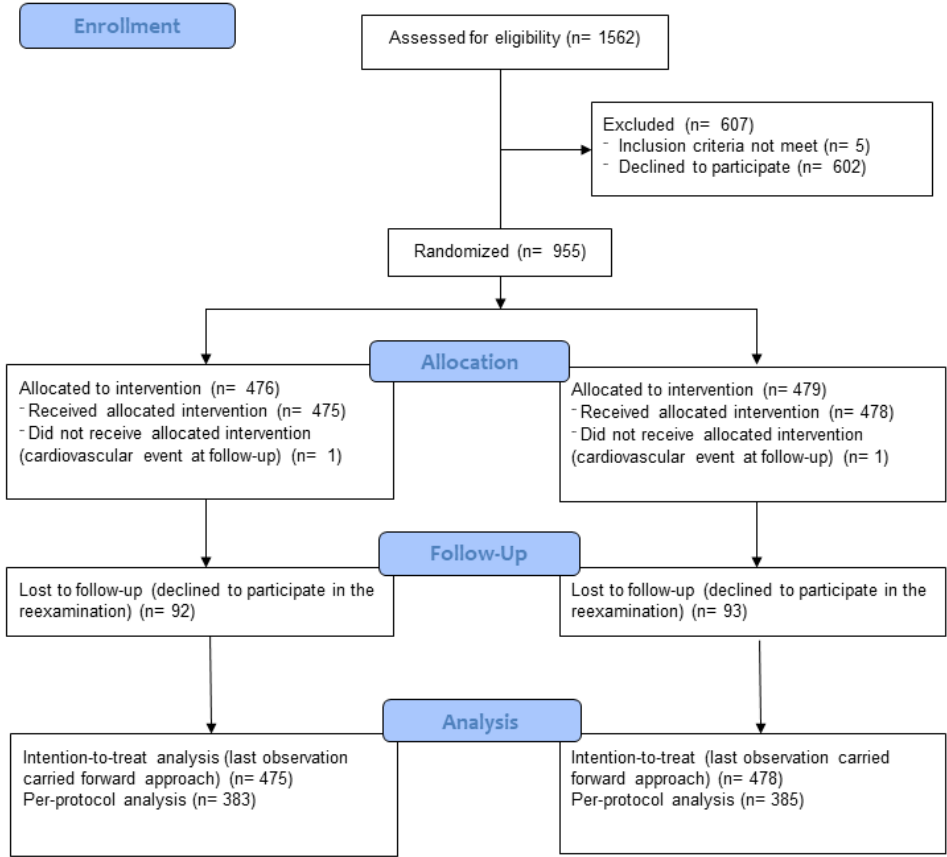 Enrollment
Assessed for eligibility (n= 1562)
Excluded (n= 607)
- Inclusion criteria not meet (n= 5)
- Declined to participate (n= 602)
Randomized (n= 955)
Allocation
Allocated to intervention (n= 476)
- Received allocated intervention (n= 475)
- Did not receive allocated intervention
(cardiovascular event at follow-up) (n= 1)
Allocated to intervention (n= 479)
- Received allocated intervention (n= 478)
- Did not receive allocated intervention
(cardiovascular event at follow-up) (n= 1)
Follow-Up
Lost to follow-up (declined to participate in the
reexamination) (n= 92)
Lost to follow-up (declined to participate in the
reexamination) (n= 93)
Analysis
Intention-to-treat analysis (last observation
carried forward approach) (n= 475)
Per-protocol analysis (n= 383)
Intention-to-treat (last observation carried
forward approach) (n= 478)
Per-protocol analysis (n= 385)